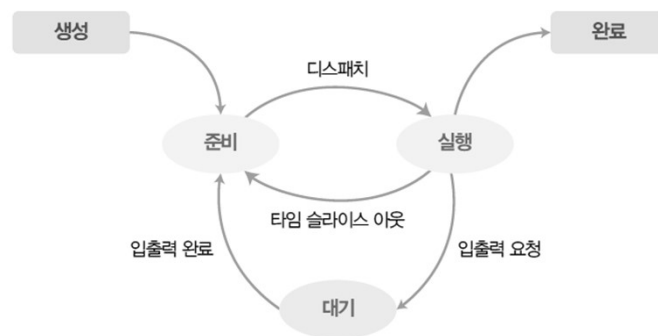 생성
완료
디스패치
준비
실행
타임 슬라이스 아웃
입출력 완료
입출력 요청
대기